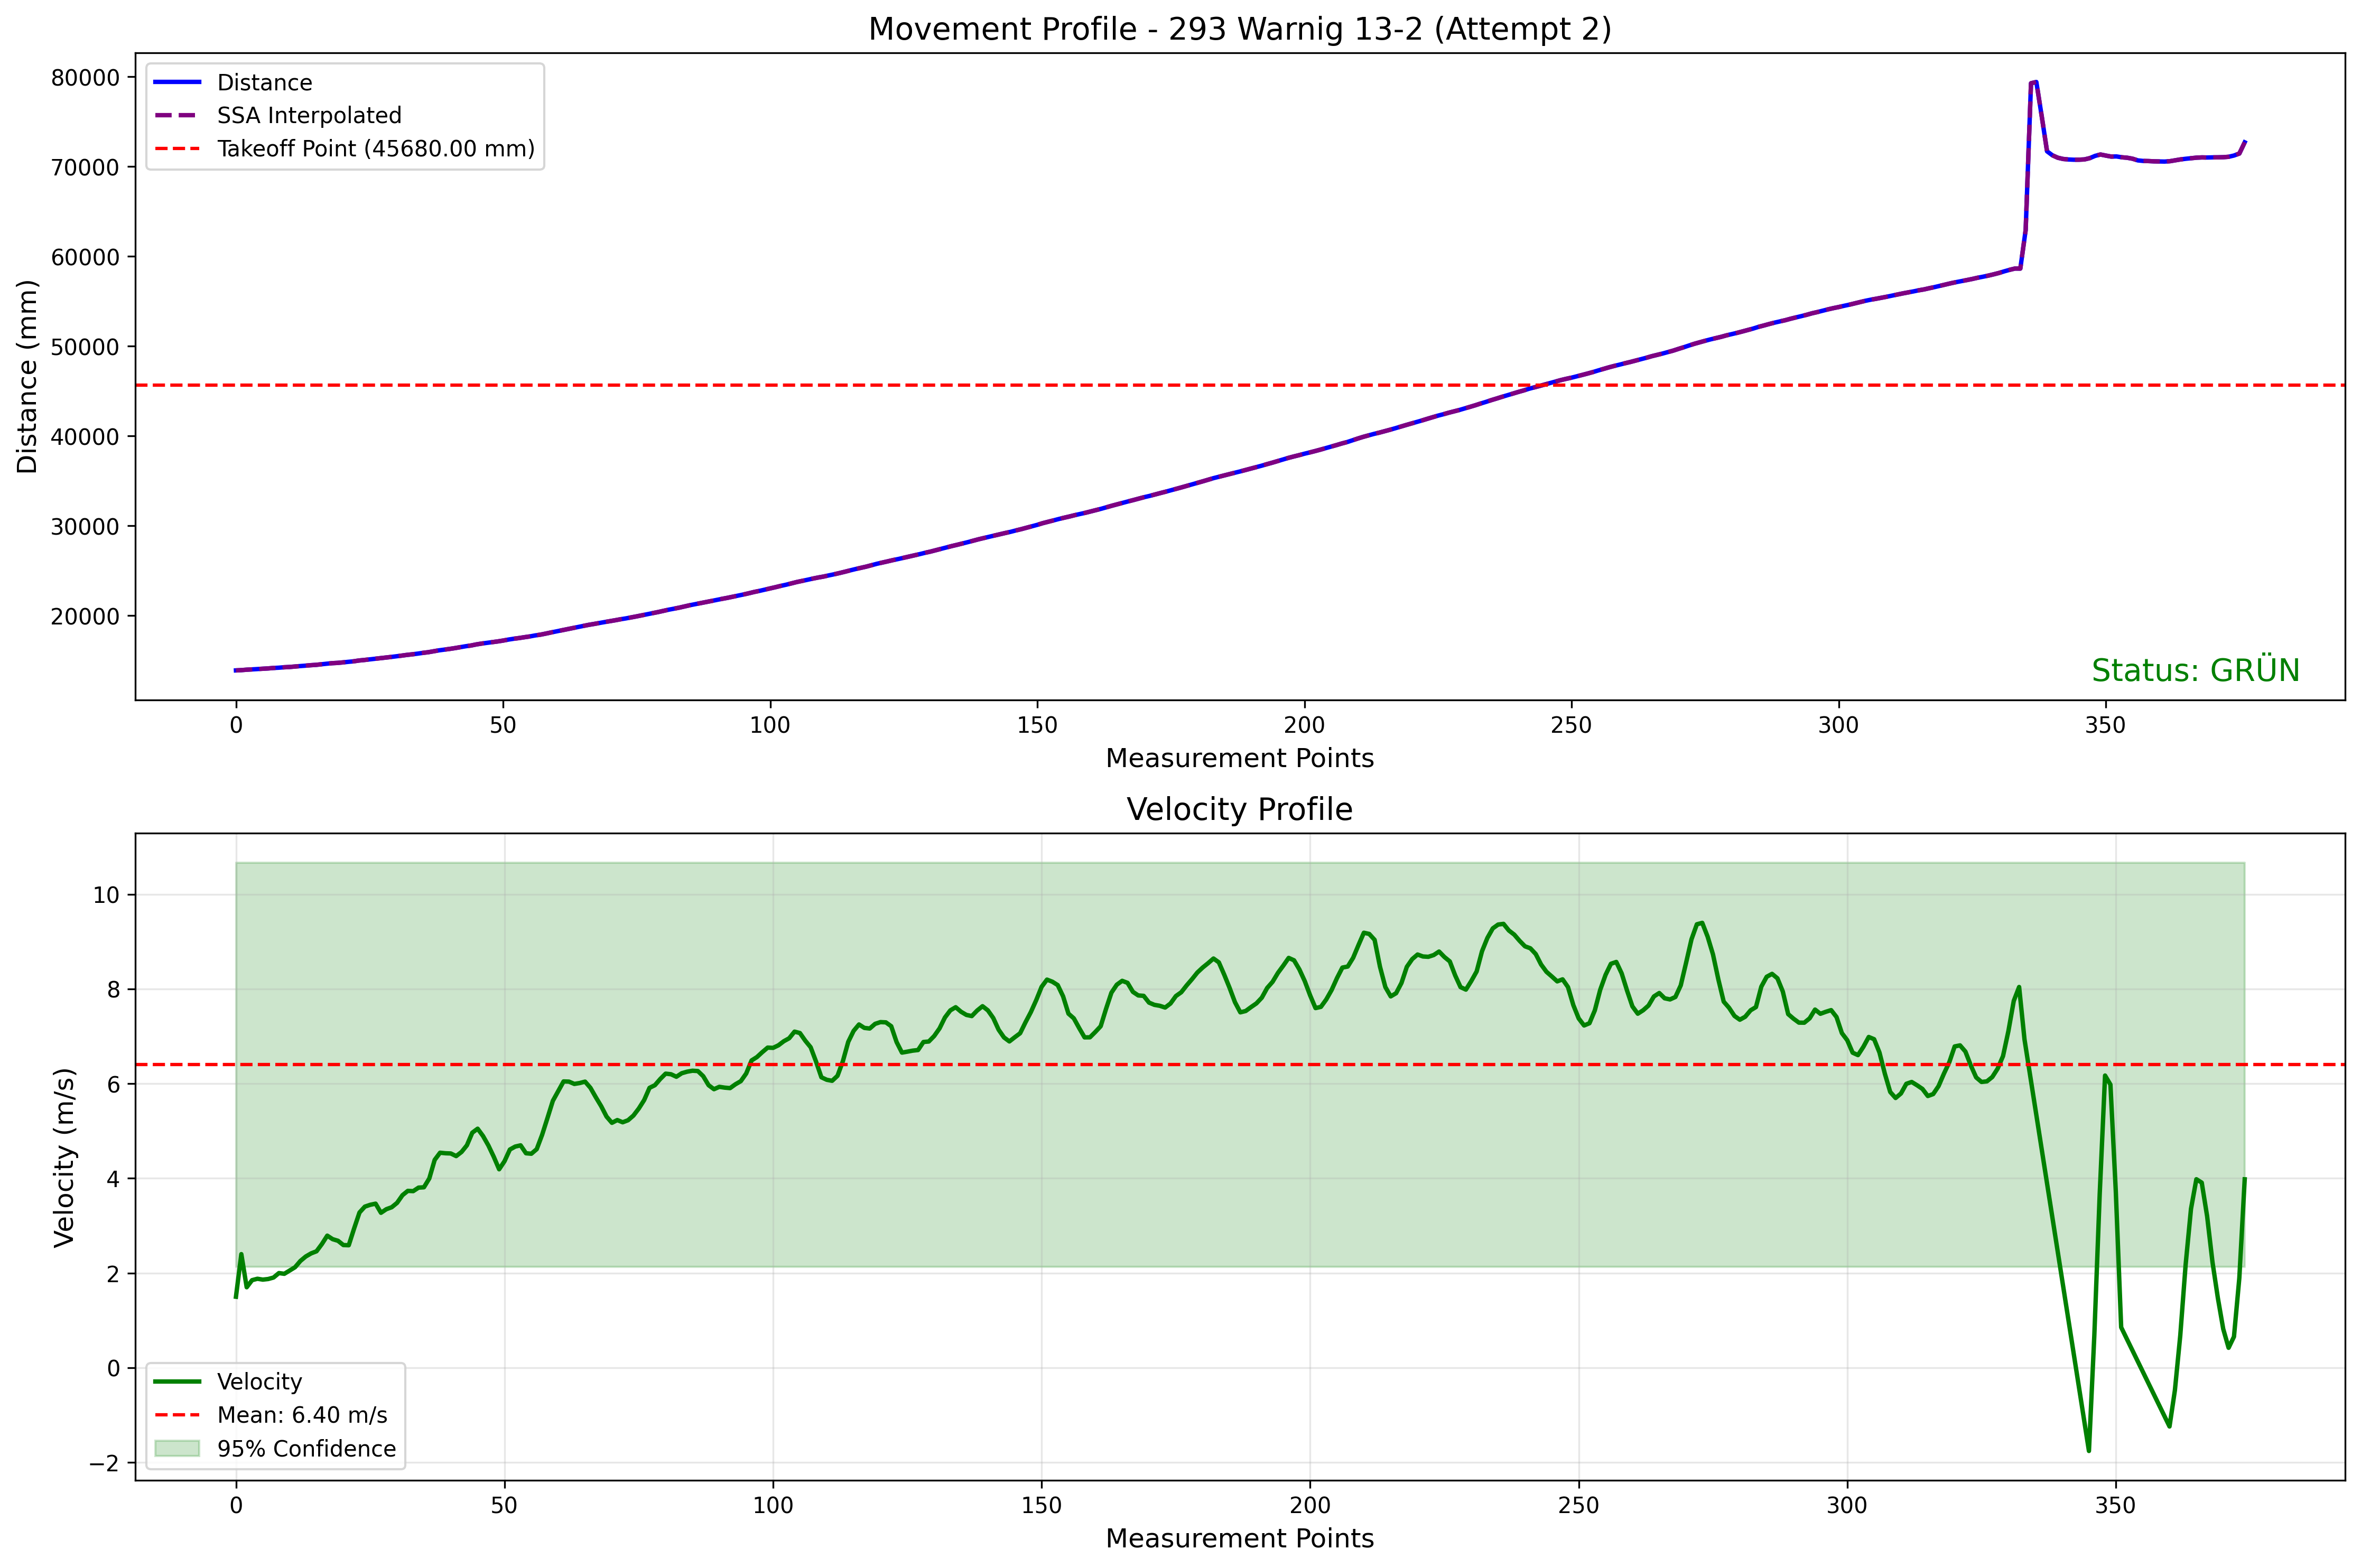 Movement Profile - 293 Warnig 13-2 (Attempt 2)
Distance
SSA Interpolated
Takeoff Point (45680.00 mm)
Distance (mm)
80000
70000
60000
50000
40000
30000
20000
Status: GRÜN
0 50 100 150 200 250 300 350
Measurement Points
Velocity Profile
Velocity (m/s)
10
8
6
4
2
0
−2
Velocity
Mean: 6.40 m/s
95% Confidence
0 50 100 150 200 250 300 350
Measurement Points